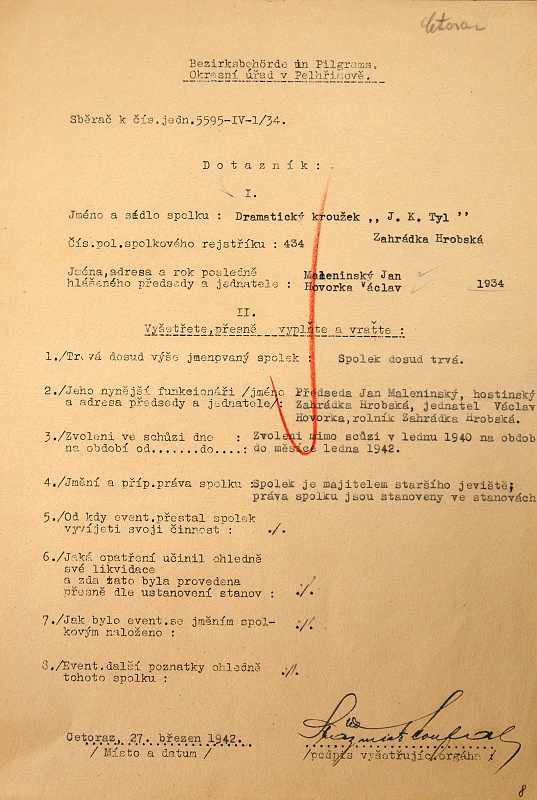 Cetoraz
Bezirksbohörde in Pilgrams.
Okresní úřad v Pelhřimově.
Sběrač k čís.jedn.5595-IV-1/34.
Dotazník:
I.
Jméno a sídlo spolku : Dramatický kroužek ,, J. K. Tyl ''
Zahrádka Hrobská
čís.pol.spolkového rejstříku : 434
Jména,adresa a rok posledně Maleninský Jan
hlášeného předsedy a jednatele : Hovorka Václav 1934
II.
Vyšetřete,přesně vyplňte a vraťte :
1./Trvá dosud výše jmenpvaný spolek : Spolek dosud trvá.
2./Jeho nynější funkcionáři /jméno Předseda Jan Maleninský, hostinský
a adresa předsedy a jednatele/: Zahrádka Hrobská, jednatel Václav
Hovorka,rolník Zahrádka Hrobská.
3./Zvoleni ve schůzi dne : Zvoleni mimo scůzi v lednu 1940 na obdob
na období od.......do....: do měsíce ledna 1942.
4./Jmění a příp.práva spolku :Spolek je majitelem staršího jeviště;
práva spolku jsou stanoveny ve stanovách
5./Od kdy event.přestal spolek
vyvíjeti svoji činnost : ./.
6./Jaká opatření učinil ohledně
své likvidace
a zda tato byla provedena
přesně dle ustanovení stanov : ./.
7./Jak bylo event.se jměním spol-
kovým naloženo : ./.
8./Event.další poznatky ohledně
tohoto spolku : ./.
Cetoraz, 27. březen 1942.
/ Místo a datum / /podpis vyšetřujíc.orgána /
8